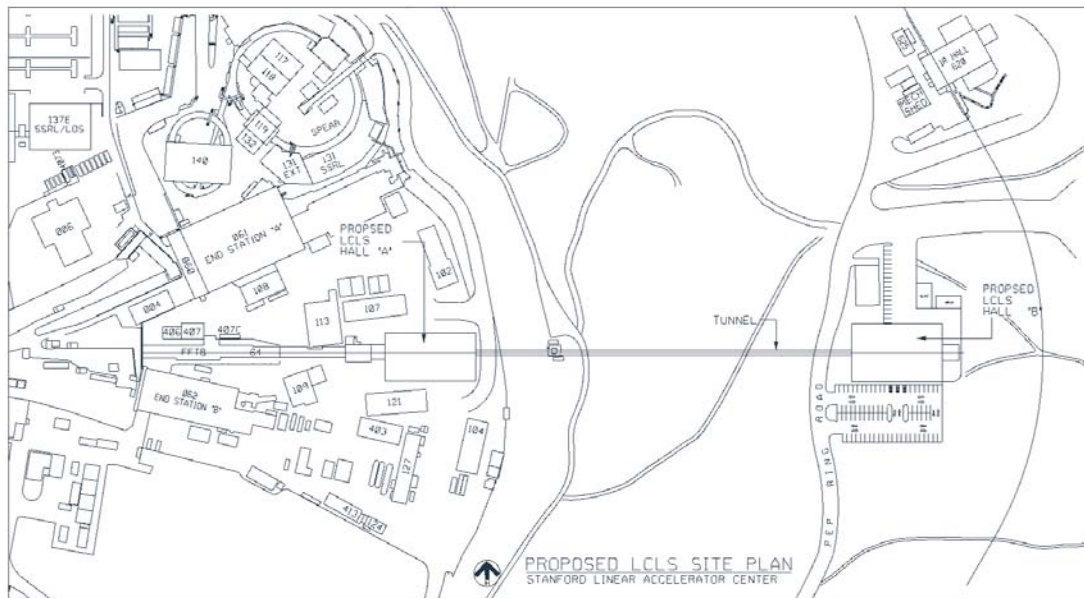 117
118
137E
SSRL/LOS
119
132
SPEAR
140
131
EXT
131
SSRL
006
061
END STATION "A"
060
PROPSED
LCLS
HALL "A"
102
IR HALL
620
MECH
SHED
004
108
107
113
406
407
407C
FFTB
61
PROPSED
LCLS
HALL "B"
TUNNEL
062
END STATION "B"
109
121
403
104
127
413
424
PEP RING ROAD
PROPOSED LCLS SITE PLAN
STANFORD LINEAR ACCELERATOR CENTER